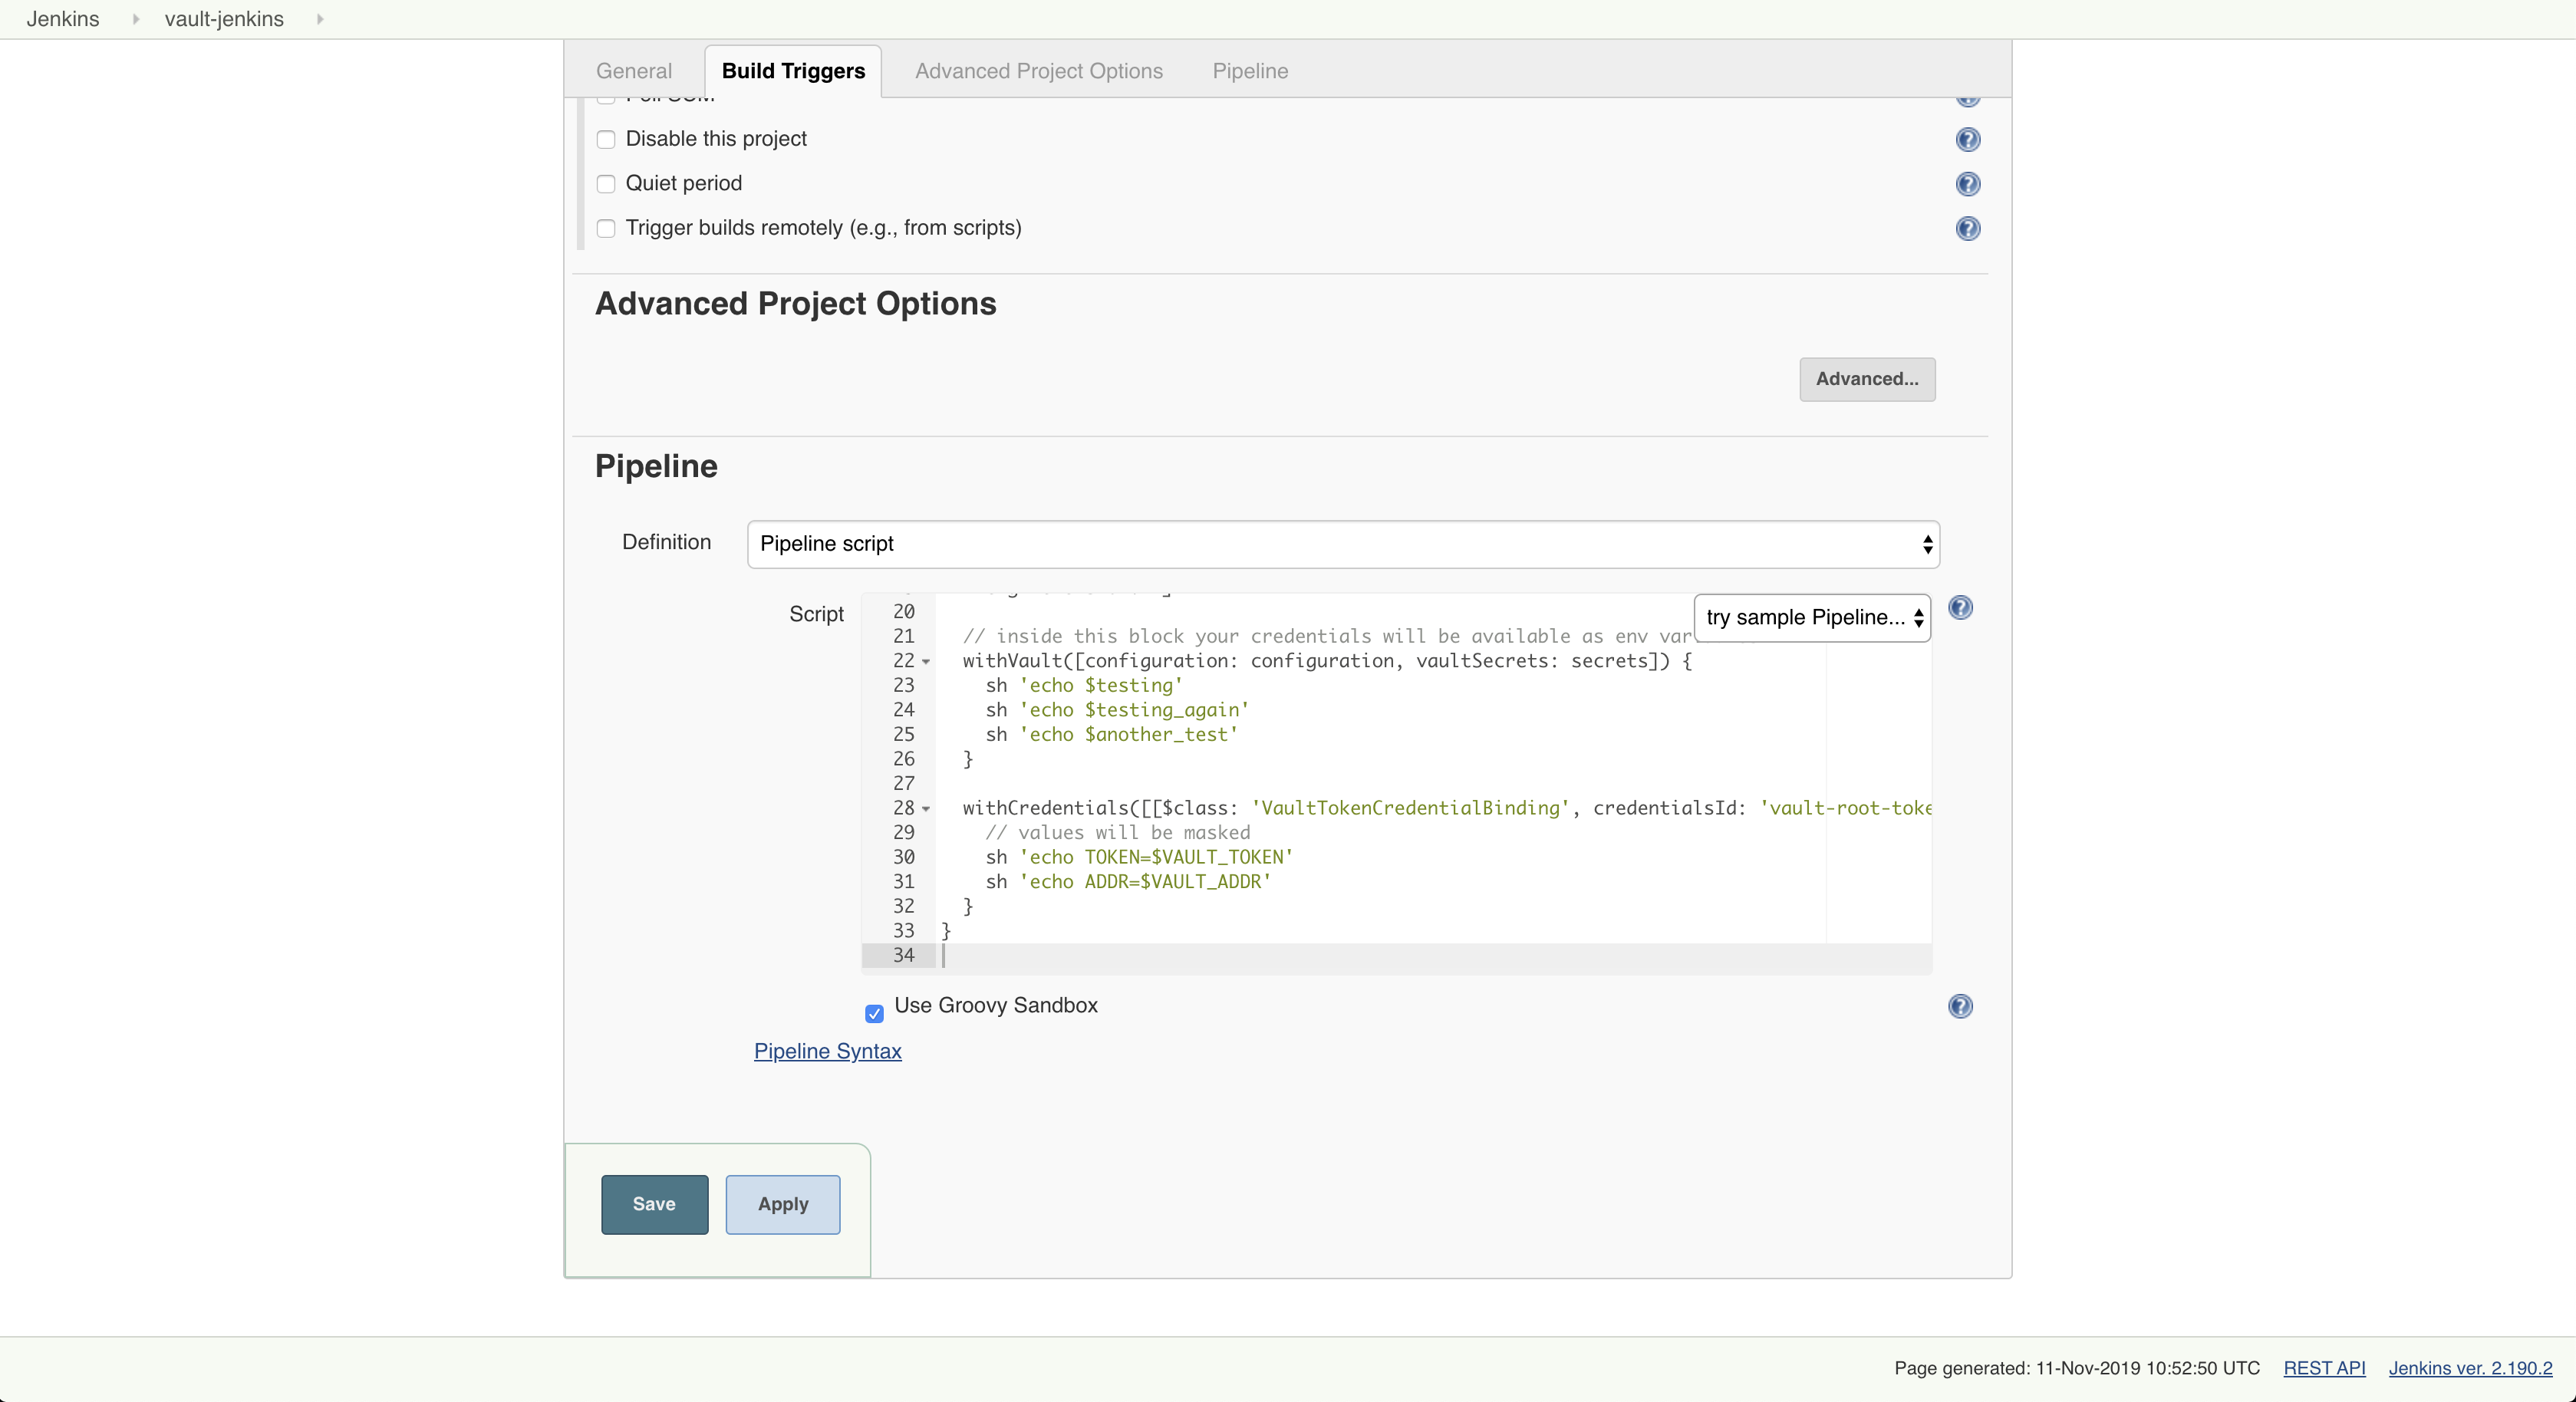 Jenkins vault-jenkins
General Build Triggers Advanced Project Options Pipeline
Disable this project
Quiet period
Trigger builds remotely (e.g., from scripts)
Advanced Project Options
Advanced...
Pipeline
Definition Pipeline script
Script
try sample Pipeline...
20
21 // inside this block your credentials will be available as env var
22 withVault([configuration: configuration, vaultSecrets: secrets]) {
23 sh 'echo $testing'
24 sh 'echo $testing_again'
25 sh 'echo $another_test'
26 }
27
28 withCredentials([[$class: 'VaultTokenCredentialBinding', credentialsId: 'vault-root-toke
29 // values will be masked
30 sh 'echo TOKEN=$VAULT_TOKEN'
31 sh 'echo ADDR=$VAULT_ADDR'
32 }
33 }
34
Use Groovy Sandbox
Pipeline Syntax
Save Apply
Page generated: 11-Nov-2019 10:52:50 UTC REST API Jenkins ver. 2.190.2